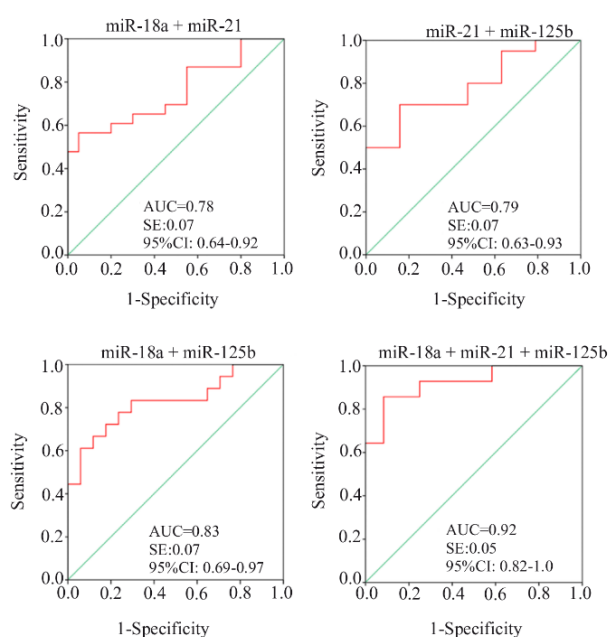 miR-18a + miR-21
Sensitivity
1.0
0.8
0.6
0.4
0.2
0.0
AUC=0.78
SE:0.07
95%CI: 0.64-0.92
0.0 0.2 0.4 0.6 0.8 1.0
1-Specificity
miR-21 + miR-125b
Sensitivity
1.0
0.8
0.6
0.4
0.2
0.0
AUC=0.79
SE:0.07
95%CI: 0.63-0.93
0.0 0.2 0.4 0.6 0.8 1.0
1-Specificity
miR-18a + miR-125b
Sensitivity
1.0
0.8
0.6
0.4
0.2
0.0
AUC=0.83
SE:0.07
95%CI: 0.69-0.97
0.0 0.2 0.4 0.6 0.8 1.0
1-Specificity
miR-18a + miR-21 + miR-125b
Sensitivity
1.0
0.8
0.6
0.4
0.2
0.0
AUC=0.92
SE:0.05
95%CI: 0.82-1.0
0.0 0.2 0.4 0.6 0.8 1.0
1-Specificity